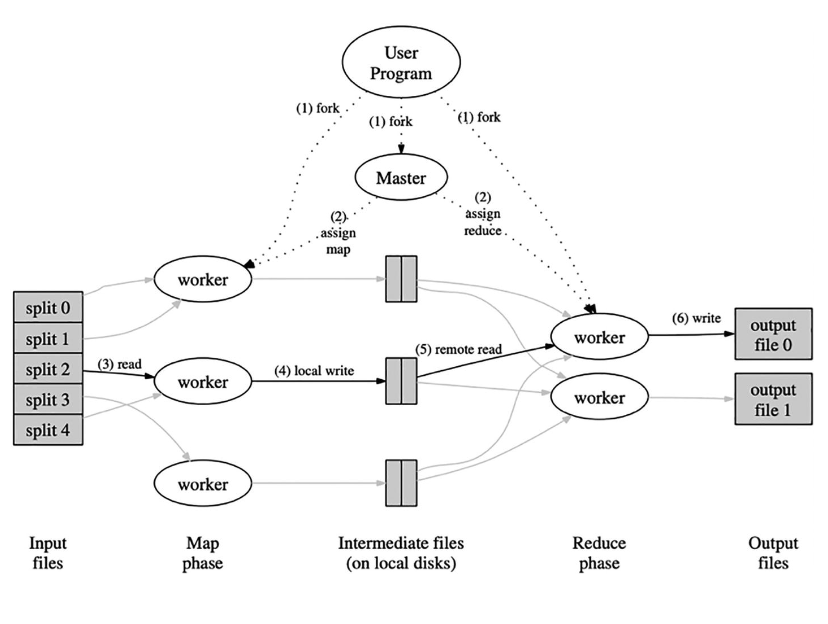 User
Program
(1) fork
(1) fork
(1) fork
Master
(2)
assign
map
(2)
assign
reduce
worker
split 0
split 1
split 2
split 3
split 4
(3) read
worker
(4) local write
(5) remote read
worker
(6) write
output
file 0
worker
output
file 1
worker
Input
files
Map
phase
Intermediate files
(on local disks)
Reduce
phase
Output
files